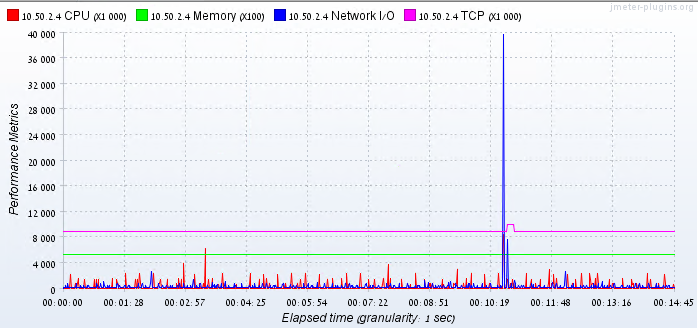 jmeter-plugins.org
10.50.2.4 CPU (X1 000) 10.50.2.4 Memory (X100) 10.50.2.4 Network I/O 10.50.2.4 TCP (X1 000)
40 000
36 000
32 000
28 000
24 000
20 000
16 000
12 000
8 000
4 000
0
Performance Metrics
00:00:00 00:01:28 00:02:57 00:04:25 00:05:54 00:07:22 00:08:51 00:10:19 00:11:48 00:13:16 00:14:45
Elapsed time (granularity: 1 sec)